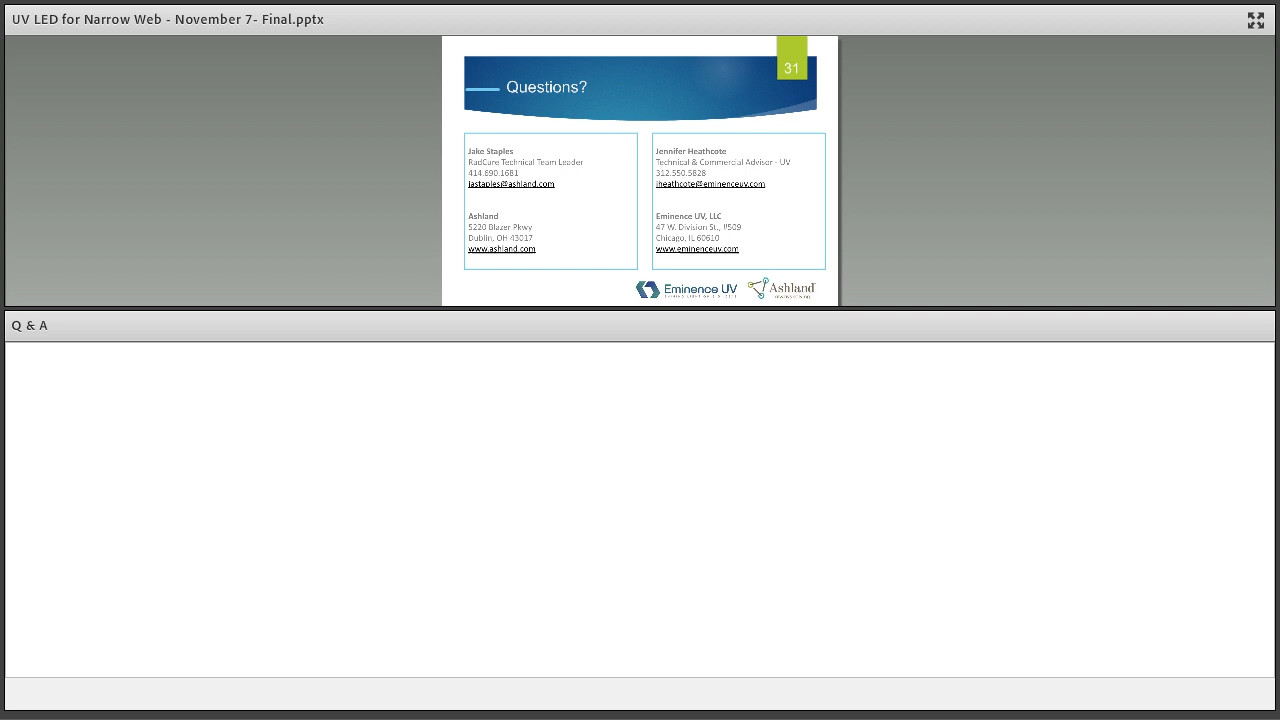 UV LED for Narrow Web - November 7- Final.pptx
31
Questions?
Jake Staples
RadCure Technical Team Leader
414.690.1681
jastaples@ashland.com
Ashland
5220 Blazer Pkwy
Dublin, OH 43017
www.ashland.com
Jennifer Heathcote
Technical & Commercial Advisor - UV
312.550.5828
jheathcote@eminenceuv.com
Eminence UV, LLC
47 W. Division St., #509
Chicago, IL 60610
www.eminenceuv.com
Eminence UV
Ashland
Q & A